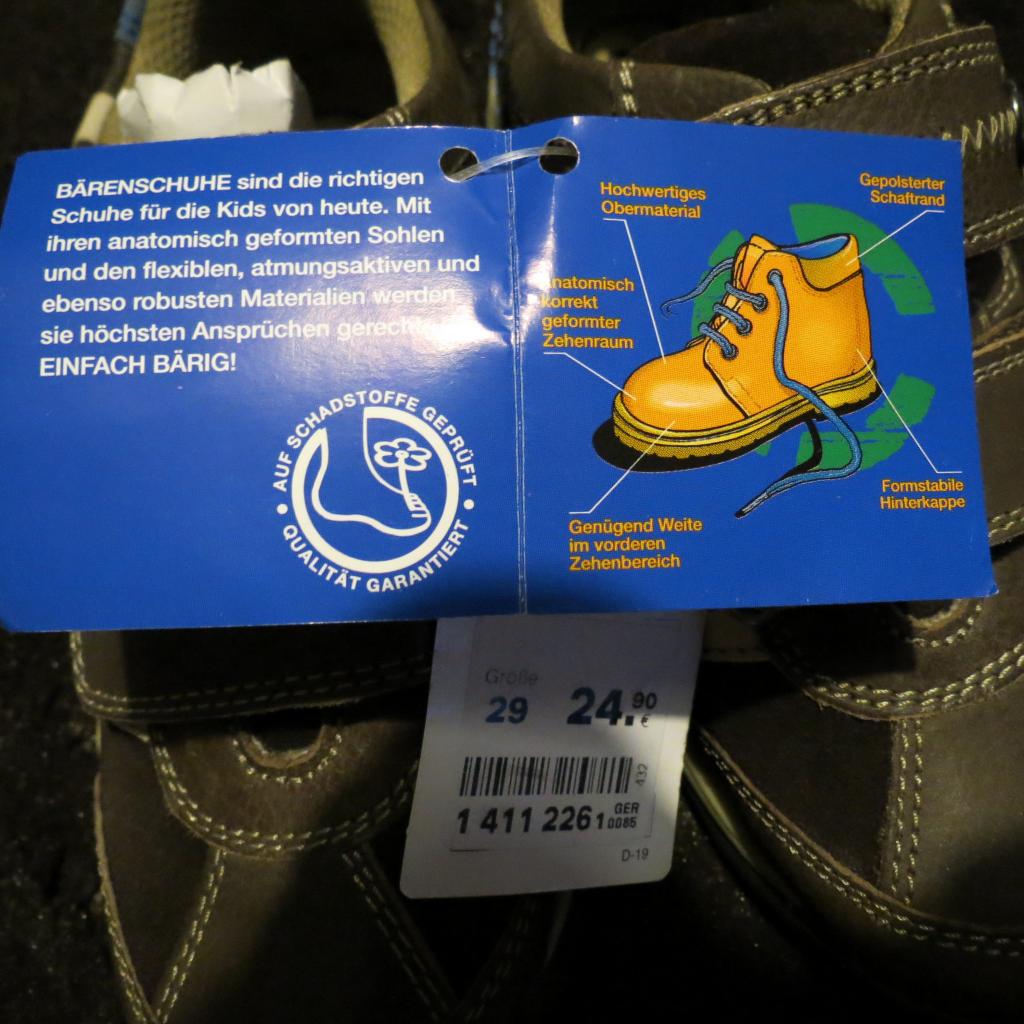 BÄRENSCHUHE sind die richtigen
Schuhe für die Kids von heute. Mit
ihren anatomisch geformten Sohlen
und den flexiblen, atmungsaktiven und
ebenso robusten Materialien werden
sie höchsten Ansprüchen gerecht
EINFACH BÄRIG!
AUF SCHADSTOFFE GEPRÜFT
• QUALITÄT GARANTIERT •
Hochwertiges
Obermaterial
Gepolsterter
Schaftrand
Anatomisch
korrekt
geformter
Zehenraum
Formstabile
Hinterkappe
Genügend Weite
im vorderen
Zehenbereich
Größe
29 24.90 €
432
1 411 226 1 GER 0085
D-19